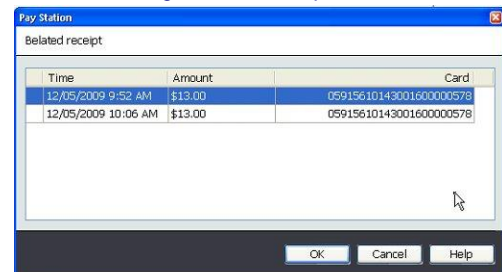 Pay Station
Belated receipt
Time Amount Card
12/05/2009 9:52 AM $13.00 05915610143001600000578
12/05/2009 10:06 AM $13.00 05915610143001600000578
OK Cancel Help